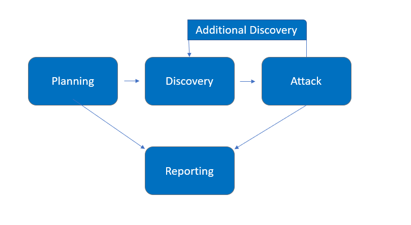 Additional Discovery
Planning
Discovery
Attack
Reporting